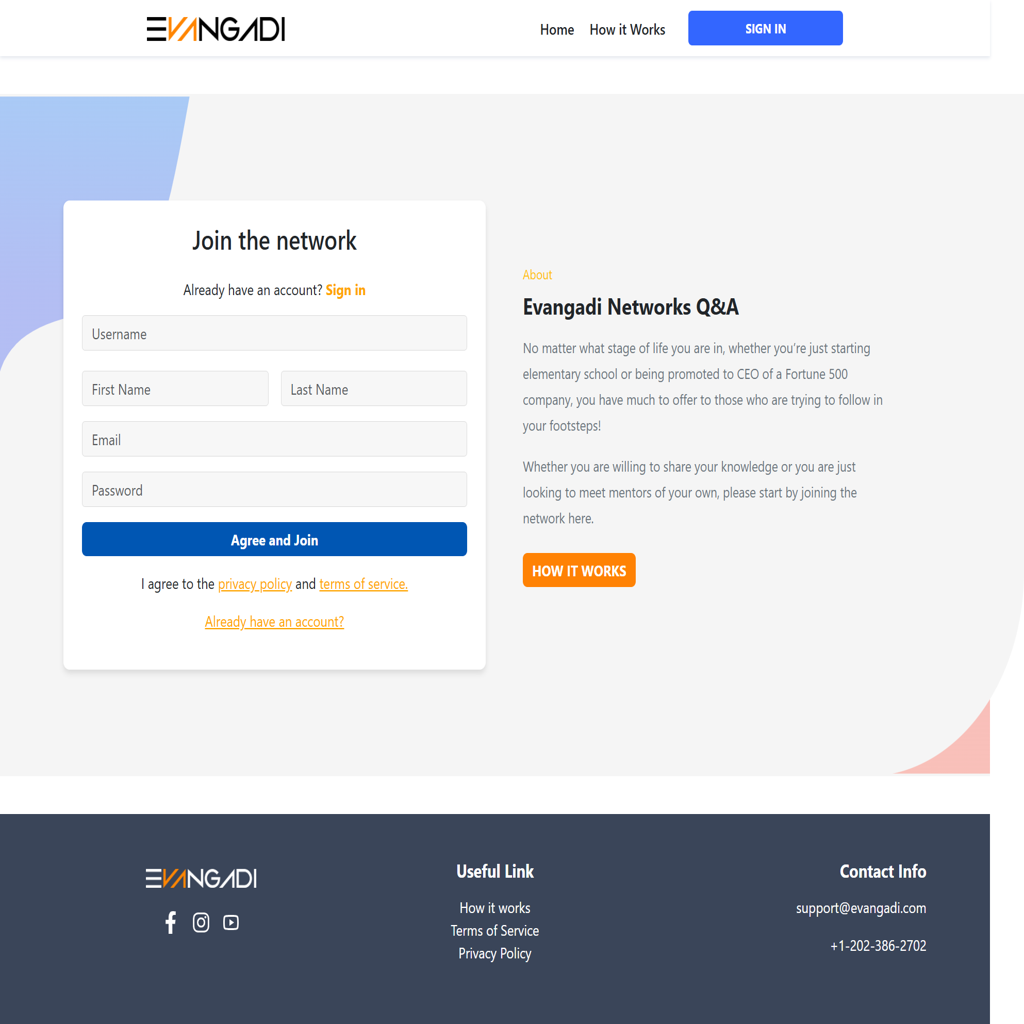 EVANGADI
Home How it Works SIGN IN
Join the network
Already have an account? Sign in
Username
First Name Last Name
Email
Password
Agree and Join
I agree to the privacy policy and terms of service.
Already have an account?
About
Evangadi Networks Q&A
No matter what stage of life you are in, whether you’re just starting
elementary school or being promoted to CEO of a Fortune 500
company, you have much to offer to those who are trying to follow in
your footsteps!
Whether you are willing to share your knowledge or you are just
looking to meet mentors of your own, please start by joining the
network here.
HOW IT WORKS
EVANGADI
Useful Link
How it works
Terms of Service
Privacy Policy
Contact Info
support@evangadi.com
+1-202-386-2702